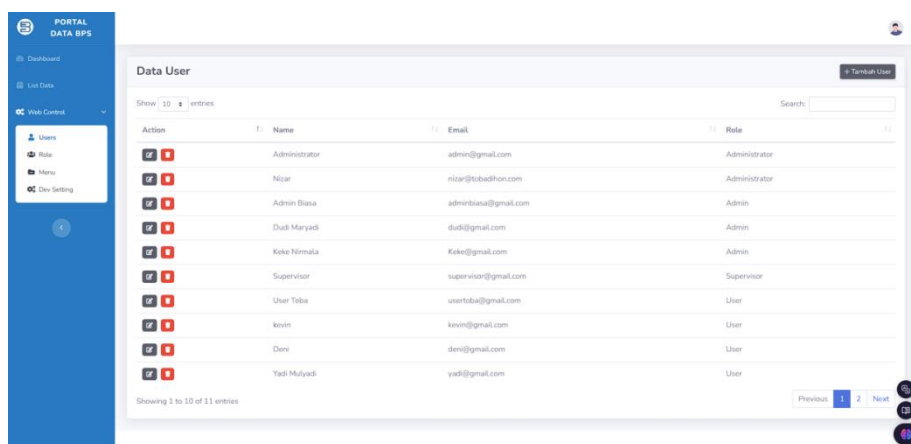 PORTAL
DATA BPS
Dashboard
List Data
Web Control
Users
Role
Menu
Dev Setting
Data User
+ Tambah User
Show 10 entries
Search:
Action Name Email Role
Administrator admin@gmail.com Administrator
Nizar nizar@tobadihon.com Administrator
Admin Biasa adminbiasa@gmail.com Admin
Dudi Maryadi dudi@gmail.com Admin
Keke Nirmala Keke@gmail.com Admin
Supervisor supervisor@gmail.com Supervisor
User Toba usertoba@gmail.com User
kevin kevin@gmail.com User
Deni deni@gmail.com User
Yadi Mulyadi yadi@gmail.com User
Showing 1 to 10 of 11 entries
Previous 1 2 Next